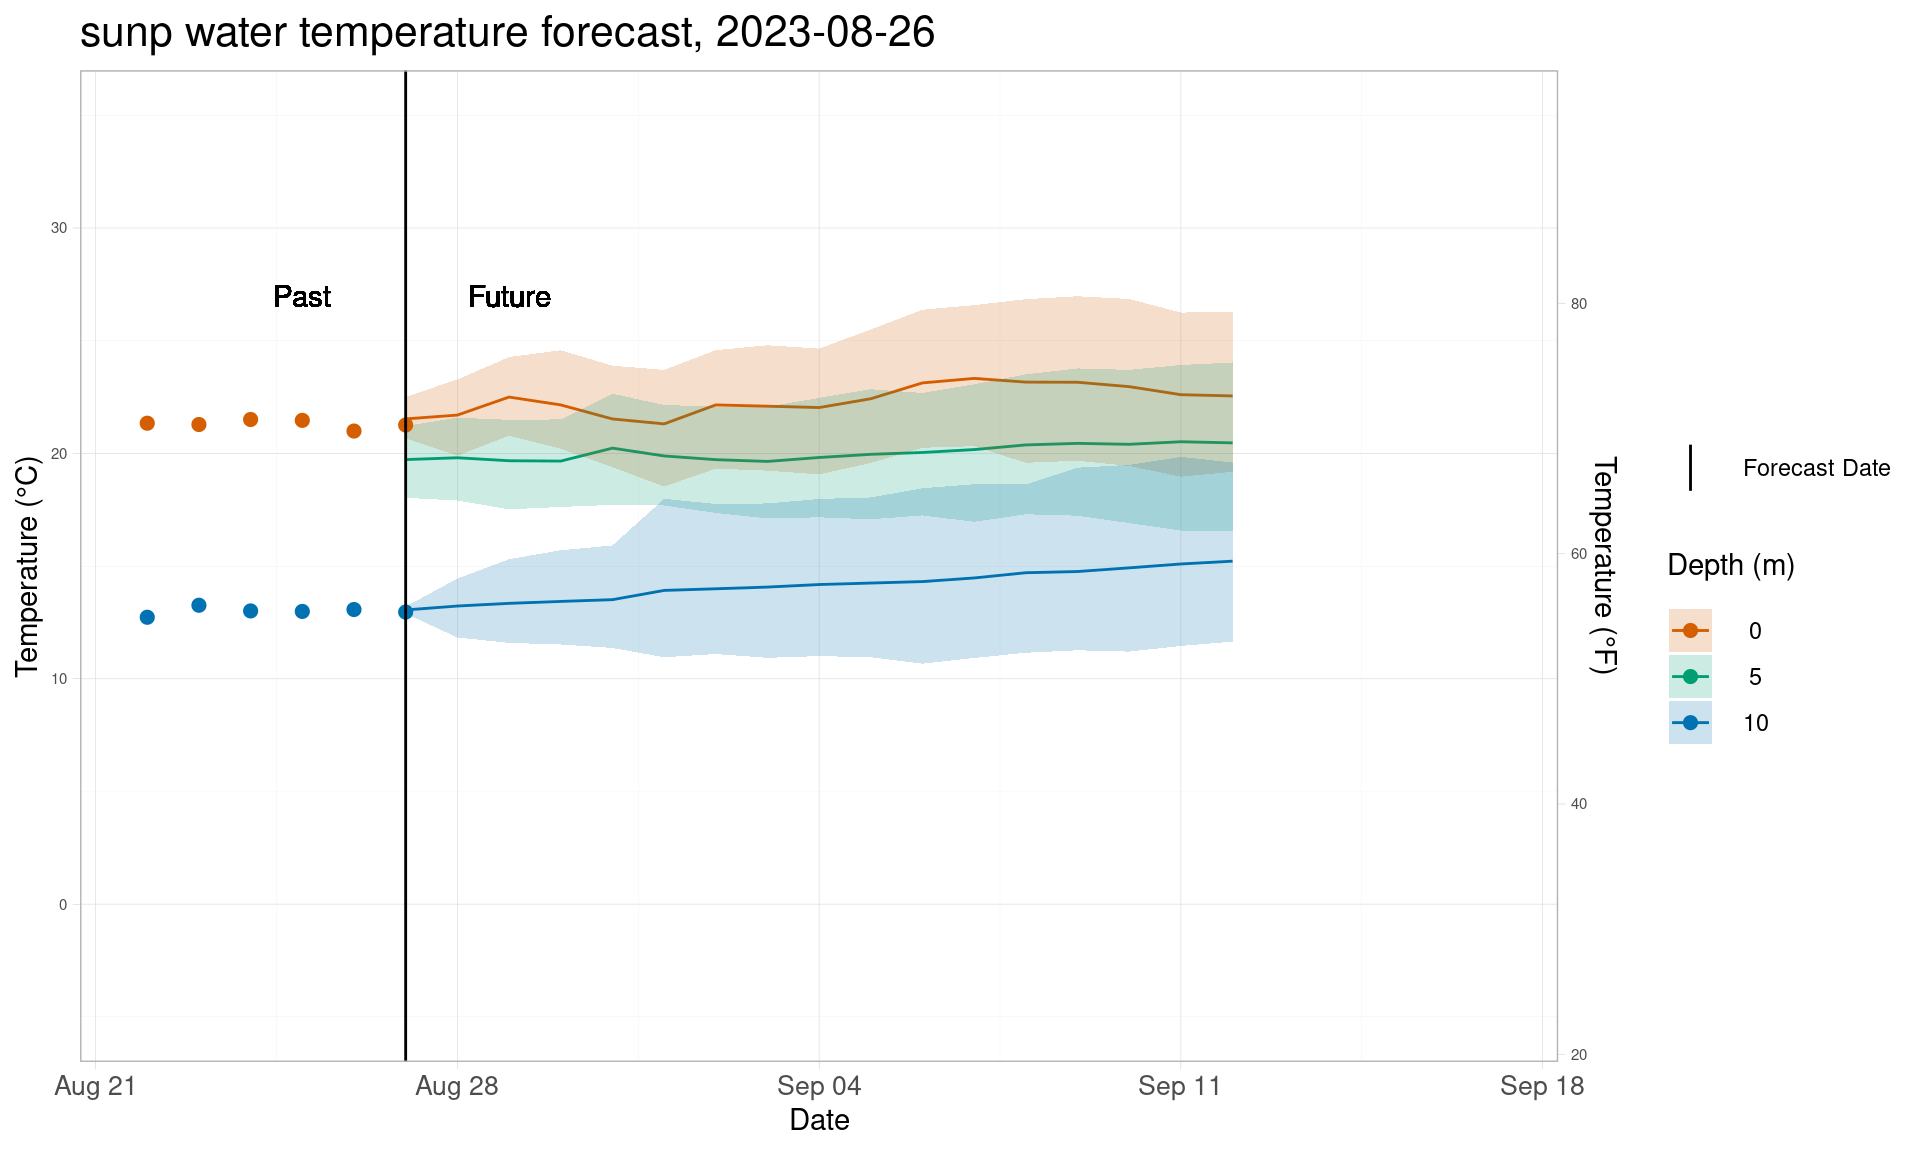 sunp water temperature forecast, 2023-08-26
Temperature (°C)
30
20
10
0
Past
Future
80
60
40
20
Temperature (°F)
Aug 21
Aug 28
Sep 04
Sep 11
Sep 18
Date
Forecast Date
Depth (m)
0
5
10